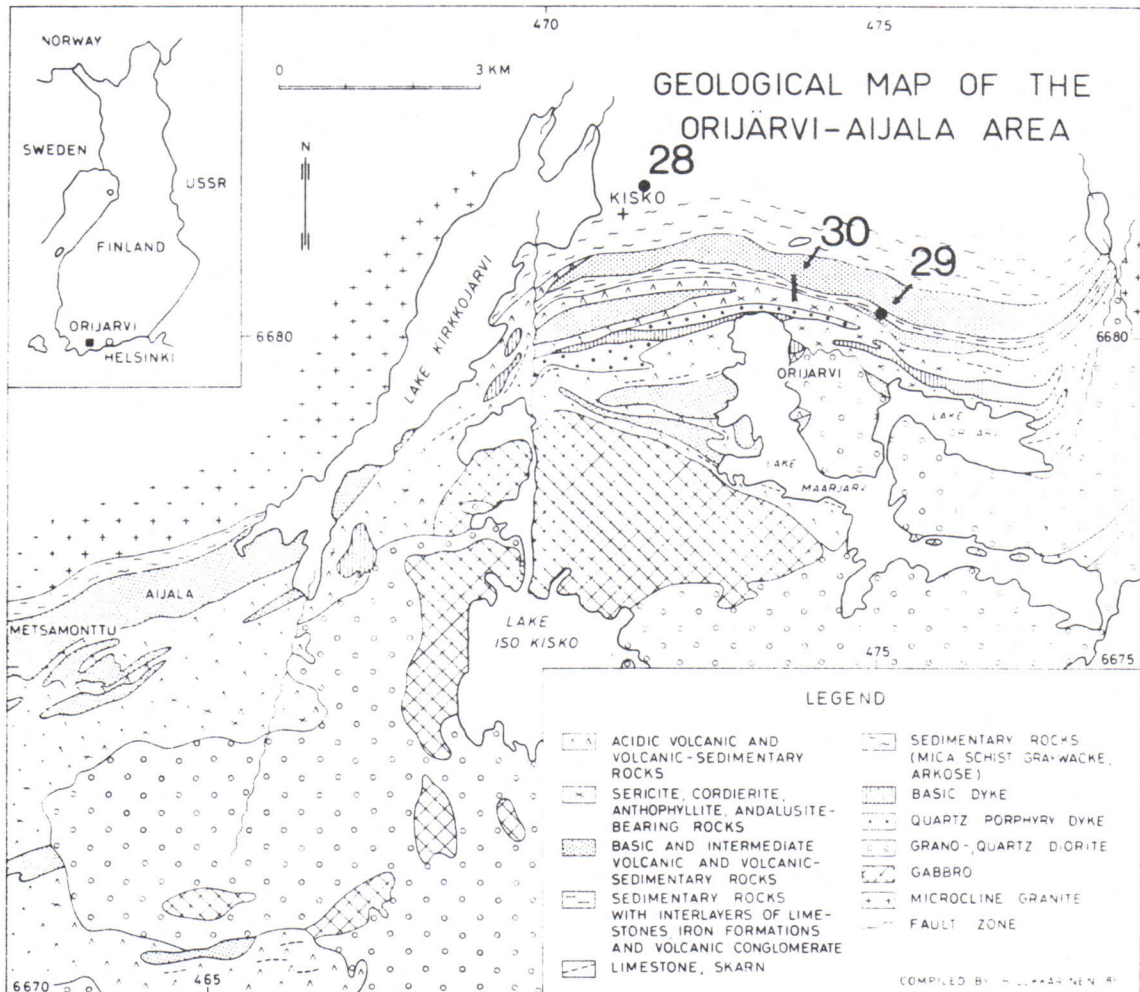 470
475
NORWAY
0
3 KM
GEOLOGICAL MAP OF THE
ORIJÄRVI-AIJALA AREA
N
SWEDEN
USSR
28
KISKO
FINLAND
30
29
ORIJARVI
HELSINKI
6680
6680
LAKE KIRKKOJARVI
ORIJARVI
LAKE
LAKE
MAARJARV
AIJALA
METSAMONTTU
LAKE
ISO KISKO
475
6675
LEGEND
ACIDIC VOLCANIC AND
VOLCANIC-SEDIMENTARY
ROCKS
SERICITE, CORDIERITE,
ANTHOPHYLLITE, ANDALUSITE-
BEARING ROCKS
BASIC AND INTERMEDIATE
VOLCANIC AND VOLCANIC-
SEDIMENTARY ROCKS
SEDIMENTARY ROCKS
WITH INTERLAYERS OF LIME-
STONES, IRON FORMATIONS
AND VOLCANIC CONGLOMERATE
LIMESTONE, SKARN
SEDIMENTARY ROCKS
(MICA SCHIST GRAYWACKE,
ARKOSE)
BASIC DYKE
QUARTZ PORPHYRY DYKE
GRANO-, QUARTZ DIORITE
GABBRO
MICROCLINE GRANITE
FAULT ZONE
6670
465
COMPILED BY